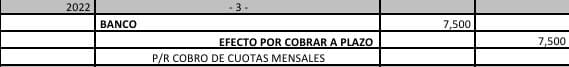 2022 - 3 -
BANCO 7,500
EFECTO POR COBRAR A PLAZO 7,500
P/R COBRO DE CUOTAS MENSALES